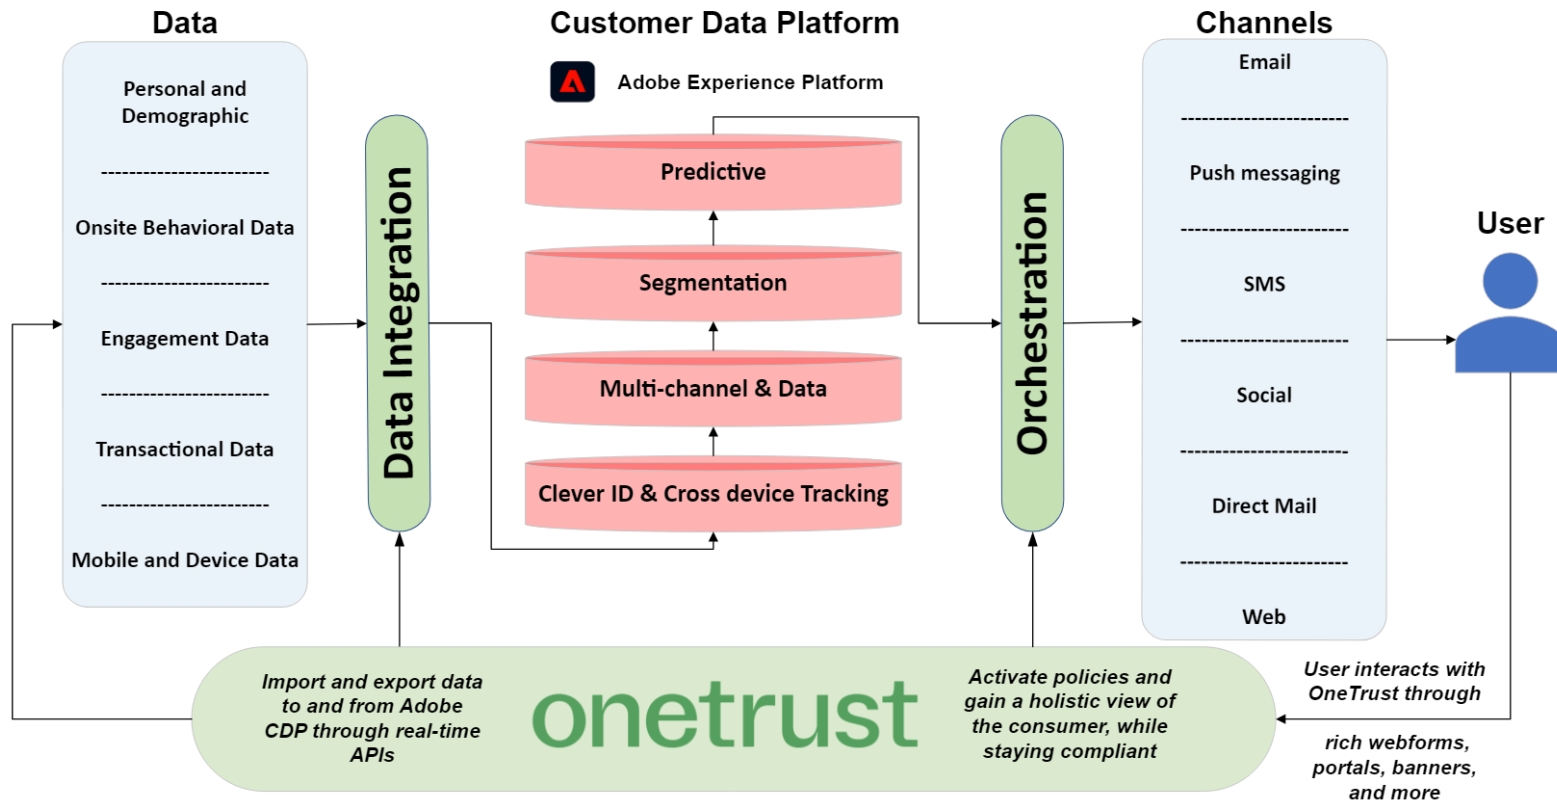 Data
Customer Data Platform
Channels
Personal and
Demographic
------------------------
Onsite Behavioral Data
------------------------
Engagement Data
------------------------
Transactional Data
------------------------
Mobile and Device Data
Data Integration
Adobe Experience Platform
Predictive
Segmentation
Multi-channel & Data
Clever ID & Cross device Tracking
Orchestration
Email
------------------------
Push messaging
------------------------
SMS
------------------------
Social
------------------------
Direct Mail
------------------------
Web
User
Import and export data
to and from Adobe
CDP through real-time
APIs
onetrust
Activate policies and
gain a holistic view of
the consumer, while
staying compliant
User interacts with
OneTrust through
rich webforms,
portals, banners,
and more